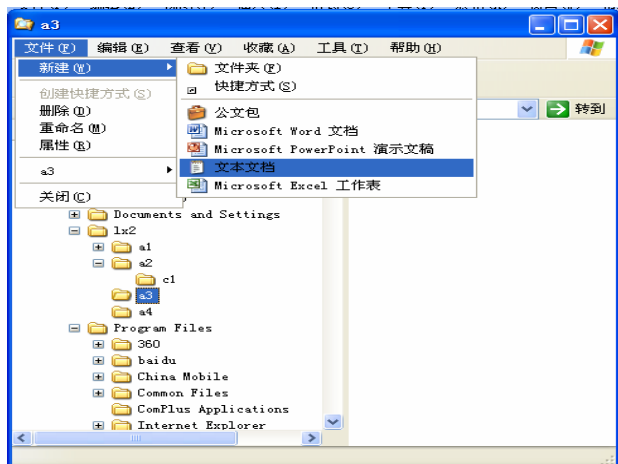 a3
文件(F) 编辑(E) 查看(V) 收藏(A) 工具(T) 帮助(H)
新建(W)
文件夹(F)
快捷方式(S)
公文包
Microsoft Word 文档
Microsoft PowerPoint 演示文稿
文本文档
Microsoft Excel 工作表
创建快捷方式(S)
删除(D)
重命名(M)
属性(R)
a3
关闭(C)
转到
Documents and Settings
lx2
a1
a2
c1
a3
a4
Program Files
360
baidu
China Mobile
Common Files
ComPlus Applications
Internet Explorer